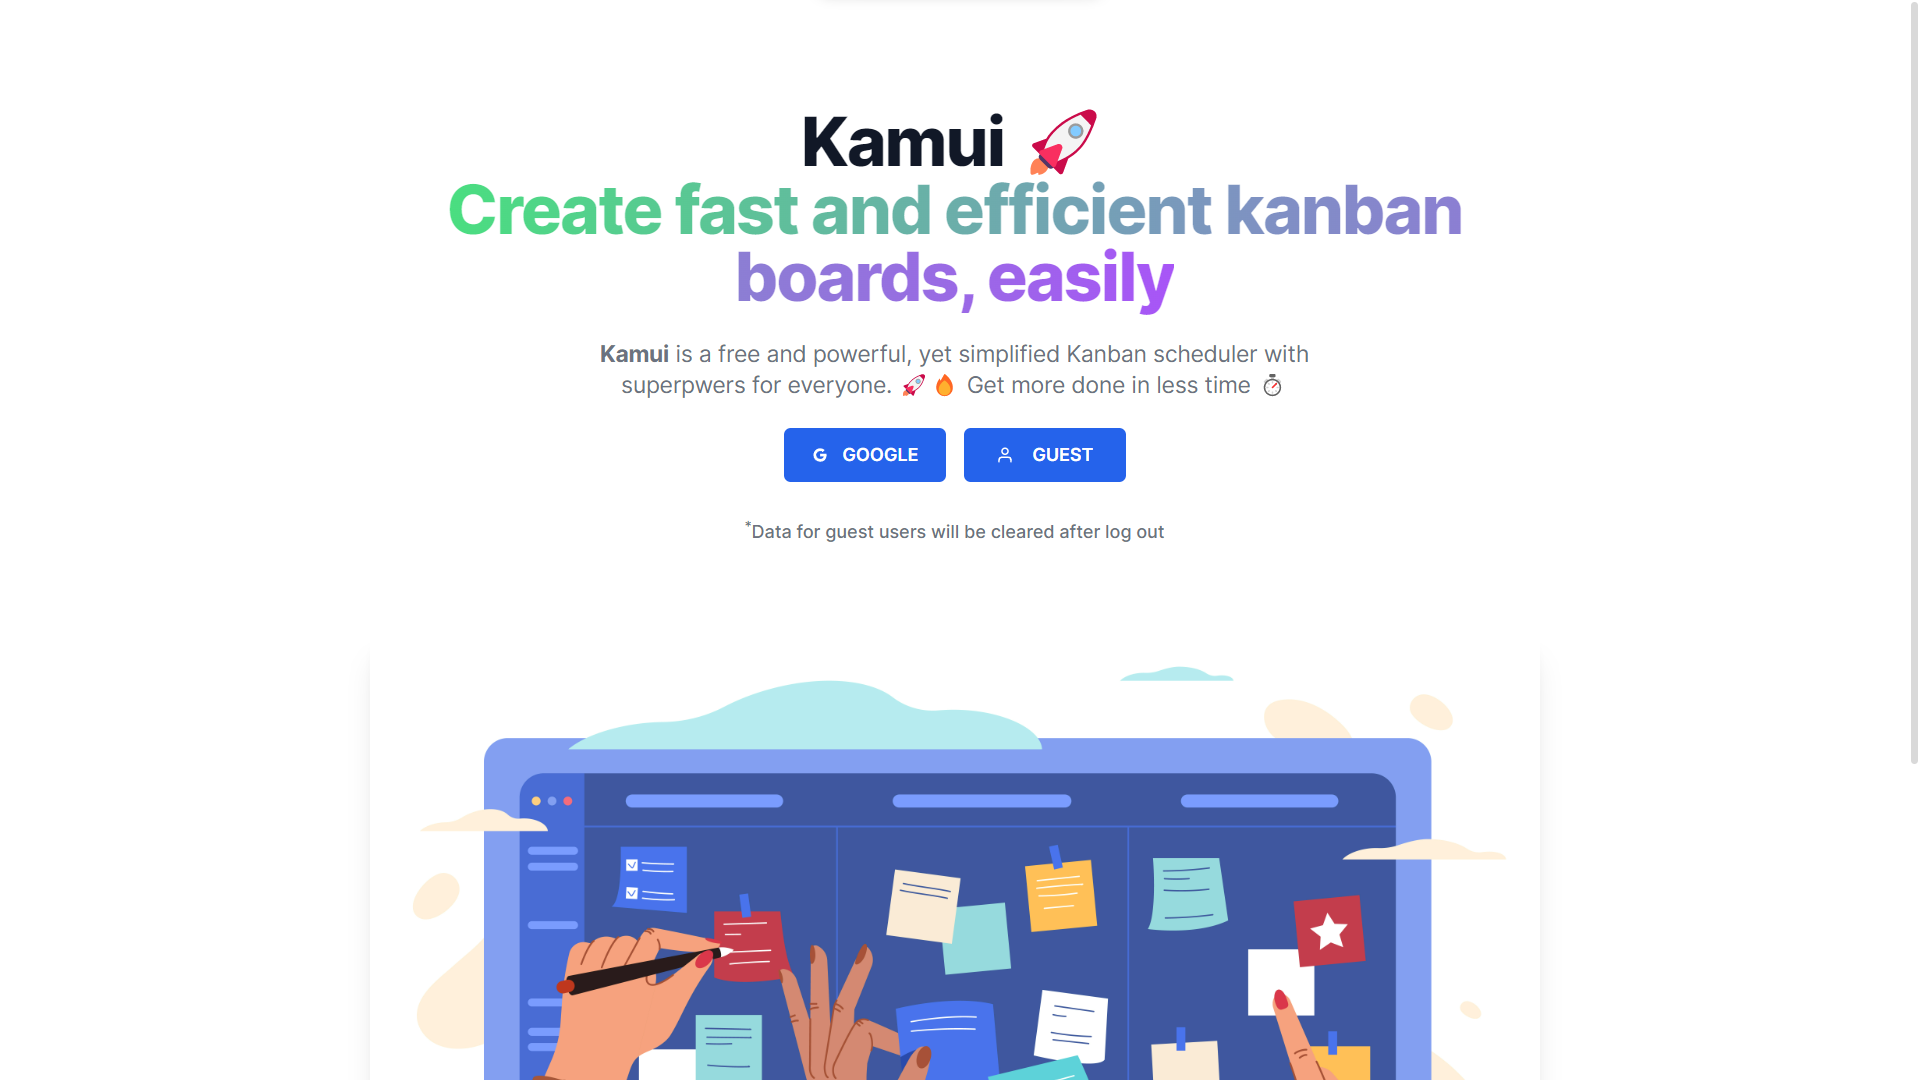 Kamui 🚀
Create fast and efficient kanban
boards, easily
Kamui is a free and powerful, yet simplified Kanban scheduler with
superpwers for everyone. 🚀🔥 Get more done in less time ⏱
GOOGLE
GUEST
*Data for guest users will be cleared after log out